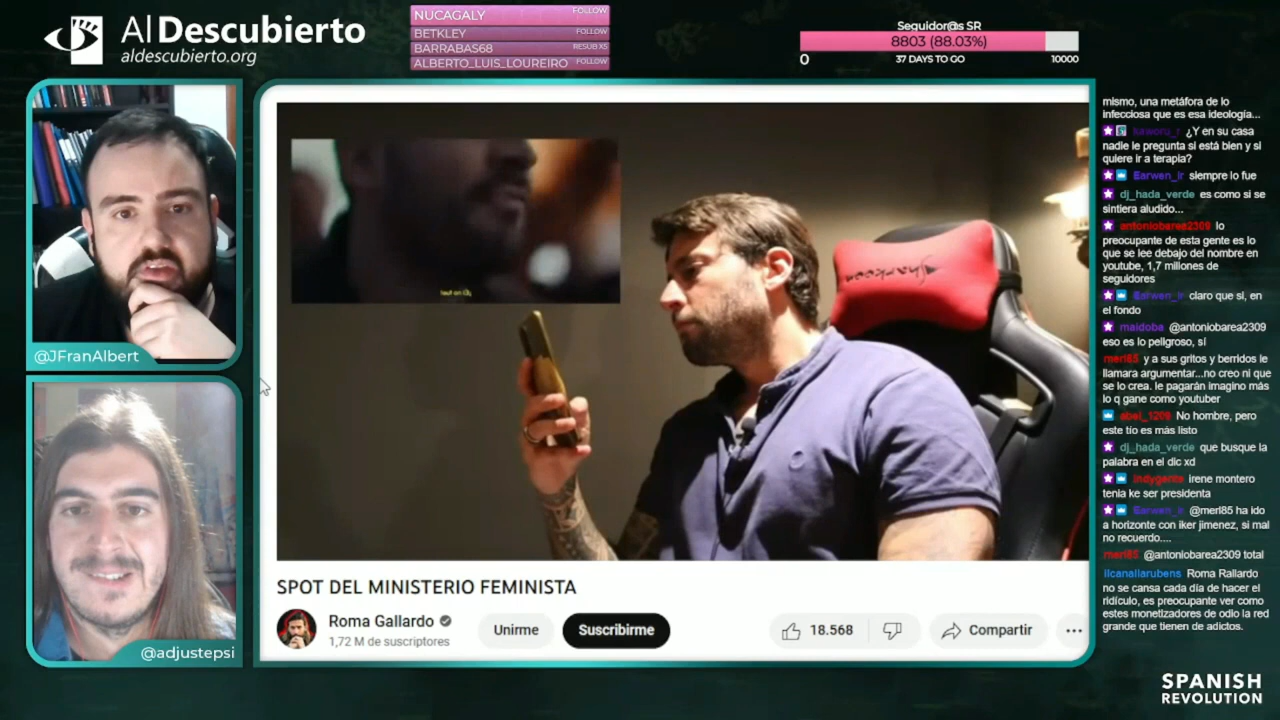 Al Descubierto
aldescubierto.org
NUCAGALY FOLLOW
BETKLEY FOLLOW
BARRABAS68 RESUB X5
ALBERTO_LUIS_LOUREIRO FOLLOW
Seguidor@s SR
8803 (88.03%)
0 37 DAYS TO GO 10000
@JFranAlbert
@adjustepsi
sharkoon
SPOT DEL MINISTERIO FEMINISTA
Roma Gallardo
1,72 M de suscriptores
Unirme
Suscribirme
18.568
Compartir
mismo, una metáfora de lo
infecciosa que es esa ideología...
kaworu_r ¿Y en su casa
nadie le pregunta si está bien y si
quiere ir a terapia?
Earwen_ir siempre lo fue
dj_hada_verde es como si se
sintiera aludido...
antoniobarea2309 lo
preocupante de esta gente es lo
que se lee debajo del nombre en
youtube, 1,7 millones de
seguidores
Earwen_ir claro que si, en
el fondo
maidoba @antoniobarea2309
eso es lo peligroso, sí
merl85 y a sus gritos y berridos le
llamara argumentar...no creo ni que
se lo crea. le pagarán imagino más
lo q gane como youtuber
abel_1209 No hombre, pero
este tío es más listo
dj_hada_verde que busque la
palabra en el dic xd
indygente irene montero
tenia ke ser presidenta
Earwen_ir @merl85 ha ido
a horizonte con iker jimenez, si mal
no recuerdo....
merl85 @antoniobarea2309 total
ilcanallarubens Roma Rallardo
no se cansa cada día de hacer el
ridículo, es preocupante ver como
estos monetizadores de odio la red
grande que tienen de adictos.
SPANISH
REVOLUTION